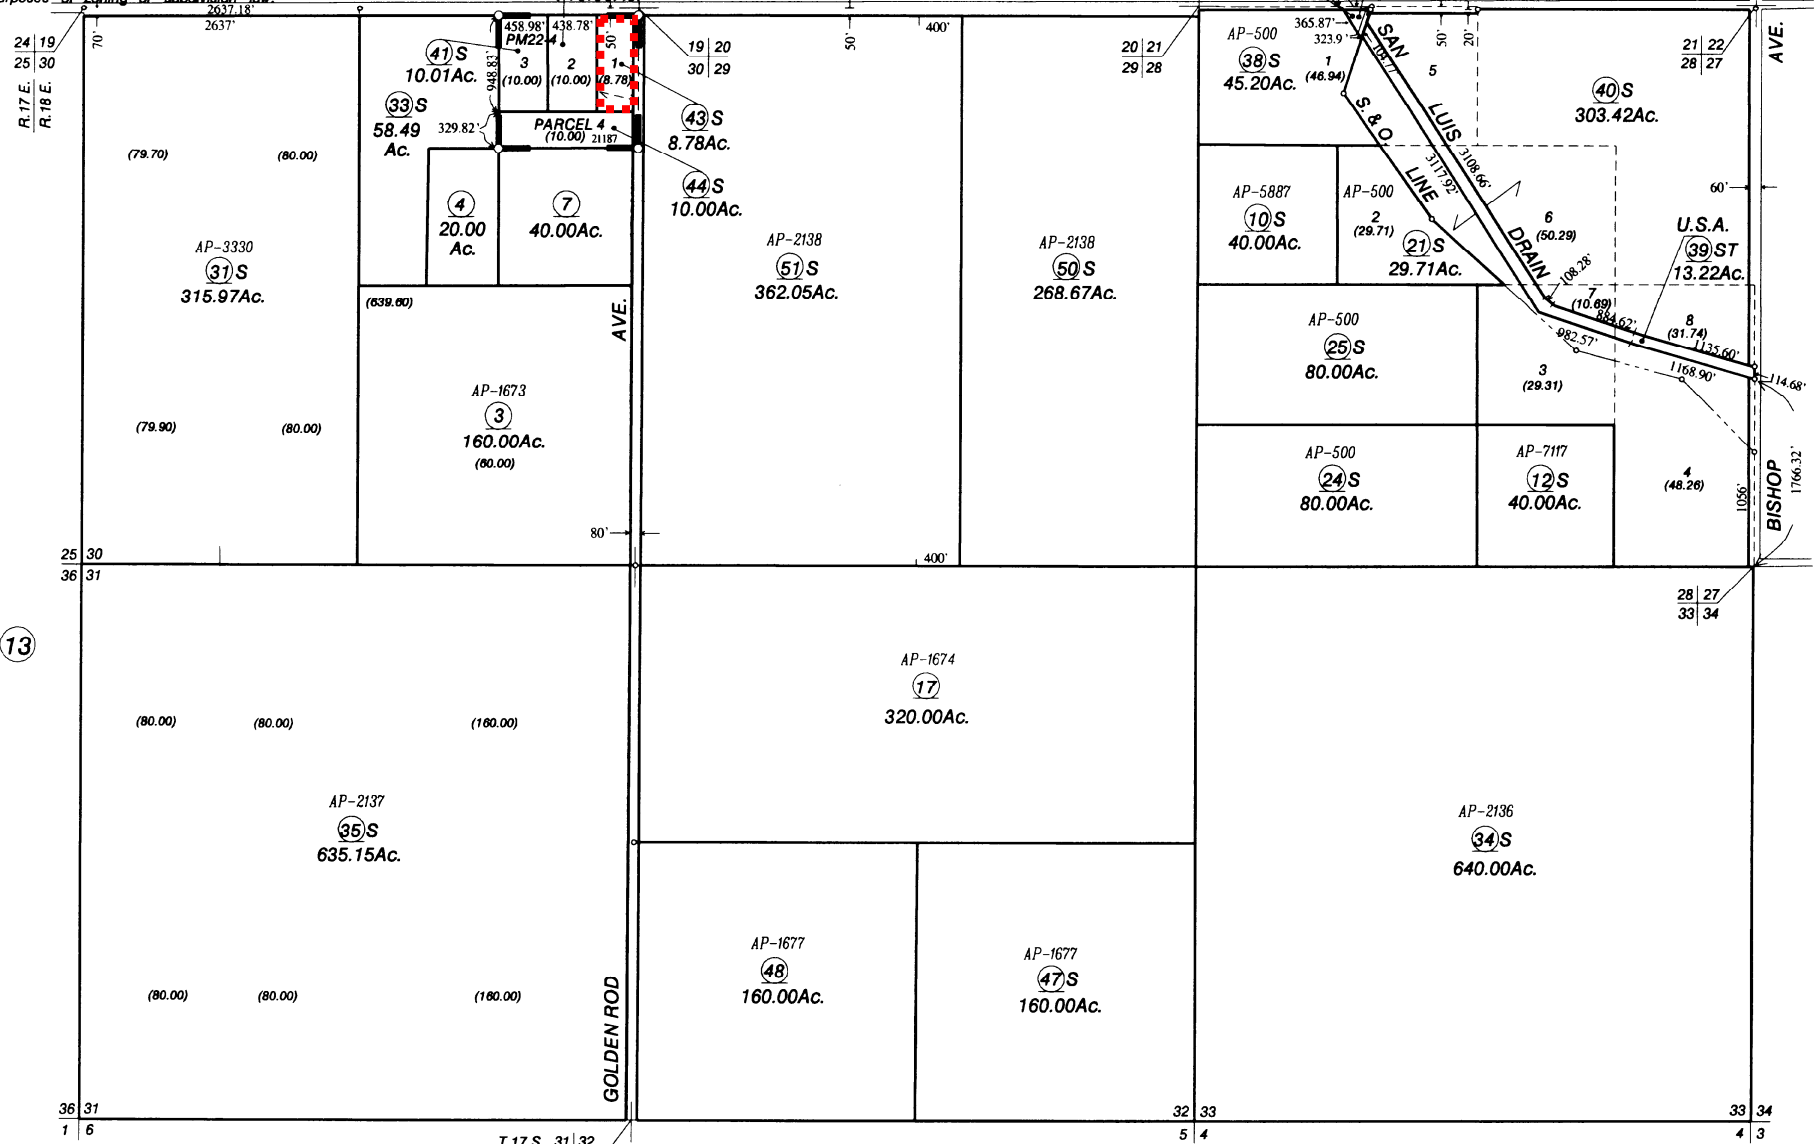 purposes of zoning or subdivision law.
2637.18'
2637'
24 19
25 30
R.17 E.
R.18 E.
70'
41 S
10.01Ac.
33 S
58.49
Ac.
948.83'
458.98'
438.78'
PM22-4
3
(10.00)
2
(10.00)
1
(8.78)
50'
329.82'
PARCEL 4
(10.00)
21187
43 S
8.78Ac.
44 S
10.00Ac.
19 20
30 29
50'
400'
20 21
29 28
AP-500
38 S
45.20Ac.
365.87'
323.9'
1
(46.94)
SAN LUIS DRAIN
S. & O. LINE
5
50'
20'
40 S
303.42Ac.
21 22
28 27
AVE.
(79.70)
(80.00)
4
20.00
Ac.
7
40.00Ac.
AP-3330
31 S
315.97Ac.
(639.60)
AVE.
AP-2138
51 S
362.05Ac.
AP-2138
50 S
268.67Ac.
AP-5887
10 S
40.00Ac.
AP-500
2
(29.71)
21 S
29.71Ac.
3117.92'
3108.66'
60'
6
(50.29)
U.S.A.
39 ST
13.22Ac.
108.28'
7
(10.69)
884.62'
8
(31.74)
1135.60'
982.57'
1168.90'
114.68'
AP-500
25 S
80.00Ac.
3
(29.31)
AP-1673
3
160.00Ac.
(60.00)
(79.90)
(80.00)
AP-500
24 S
80.00Ac.
AP-7117
12 S
40.00Ac.
4
(48.26)
1056'
BISHOP
1766.32'
80'
400'
25 30
36 31
28 27
33 34
13
AP-1674
17
320.00Ac.
(80.00)
(80.00)
(160.00)
AP-2137
35 S
635.15Ac.
AP-2136
34 S
640.00Ac.
AP-1677
48
160.00Ac.
AP-1677
47 S
160.00Ac.
(80.00)
(80.00)
(160.00)
GOLDEN ROD
36 31
1 6
T.17 S. 31 32
32 33
5 4
33 34
4 3